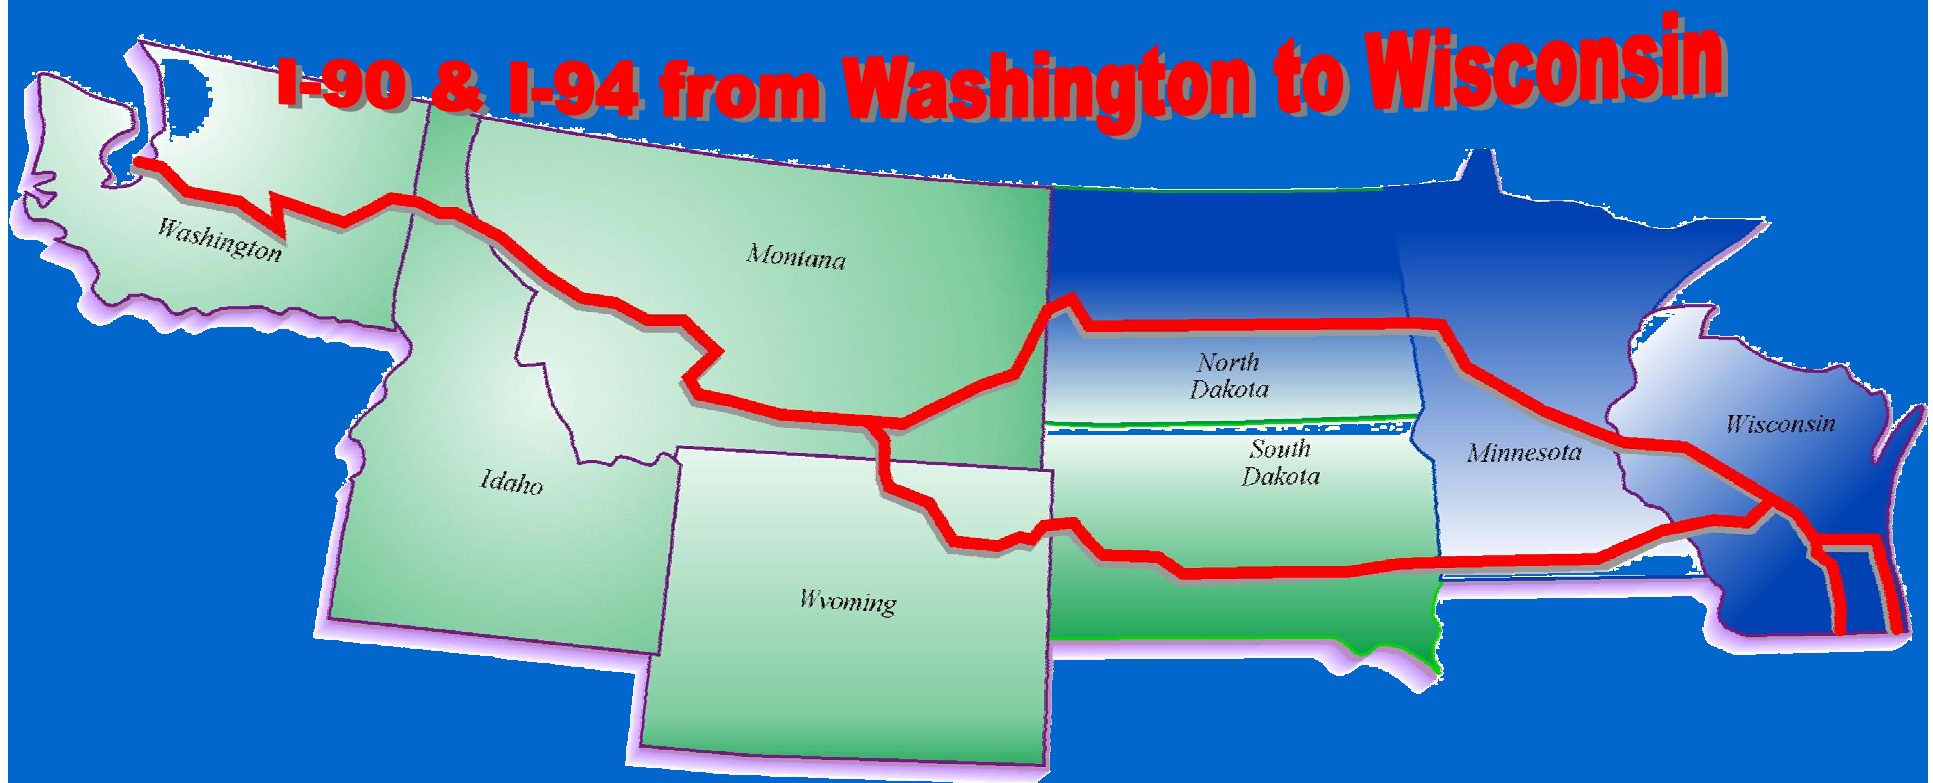 I-90 & I-94 from Washington to Wisconsin
Washington
Montana
North
Dakota
South
Dakota
Minnesota
Wisconsin
Idaho
Wyoming